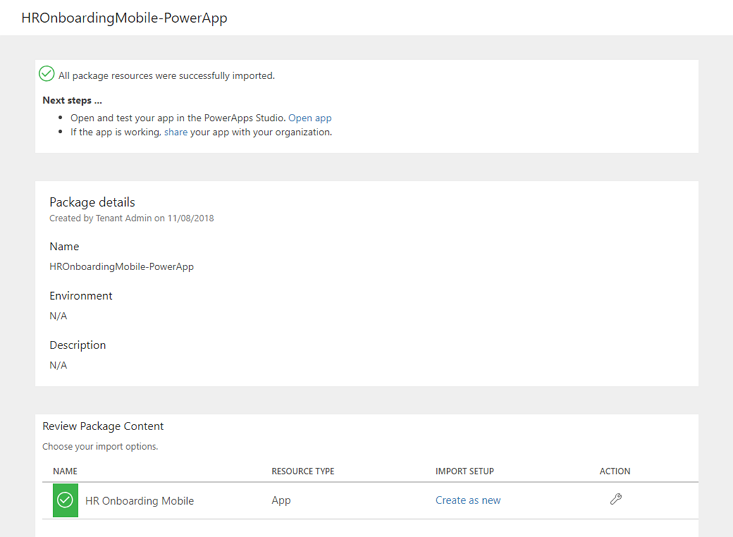 HROnboardingMobile-PowerApp
All package resources were successfully imported.
Next steps ...
Open and test your app in the PowerApps Studio. Open app
If the app is working, share your app with your organization.
Package details
Created by Tenant Admin on 11/08/2018
Name
HROnboardingMobile-PowerApp
Environment
N/A
Description
N/A
Review Package Content
Choose your import options.
NAME RESOURCE TYPE IMPORT SETUP ACTION
HR Onboarding Mobile App Create as new